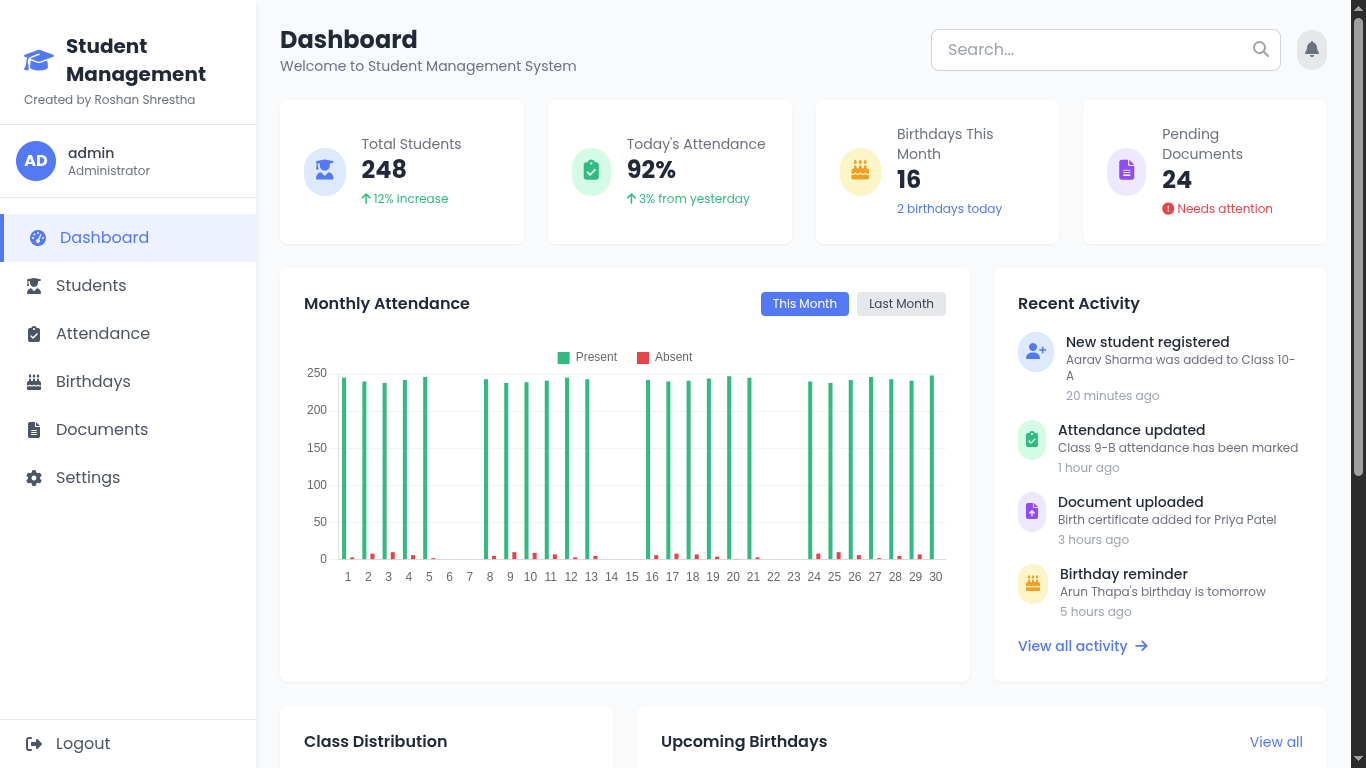 Student
Management
Created by Roshan Shrestha
AD
admin
Administrator
Dashboard
Students
Attendance
Birthdays
Documents
Settings
Logout
Dashboard
Welcome to Student Management System
Search...
Total Students
248
12% increase
Today's Attendance
92%
3% from yesterday
Birthdays This
Month
16
2 birthdays today
Pending
Documents
24
Needs attention
Monthly Attendance
This Month
Last Month
Present
Absent
250
200
150
100
50
0
1 2 3 4 5 6 7 8 9 10 11 12 13 14 15 16 17 18 19 20 21 22 23 24 25 26 27 28 29 30
Recent Activity
New student registered
Aarav Sharma was added to Class 10-
A
20 minutes ago
Attendance updated
Class 9-B attendance has been marked
1 hour ago
Document uploaded
Birth certificate added for Priya Patel
3 hours ago
Birthday reminder
Arun Thapa's birthday is tomorrow
5 hours ago
View all activity
Class Distribution
Upcoming Birthdays
View all